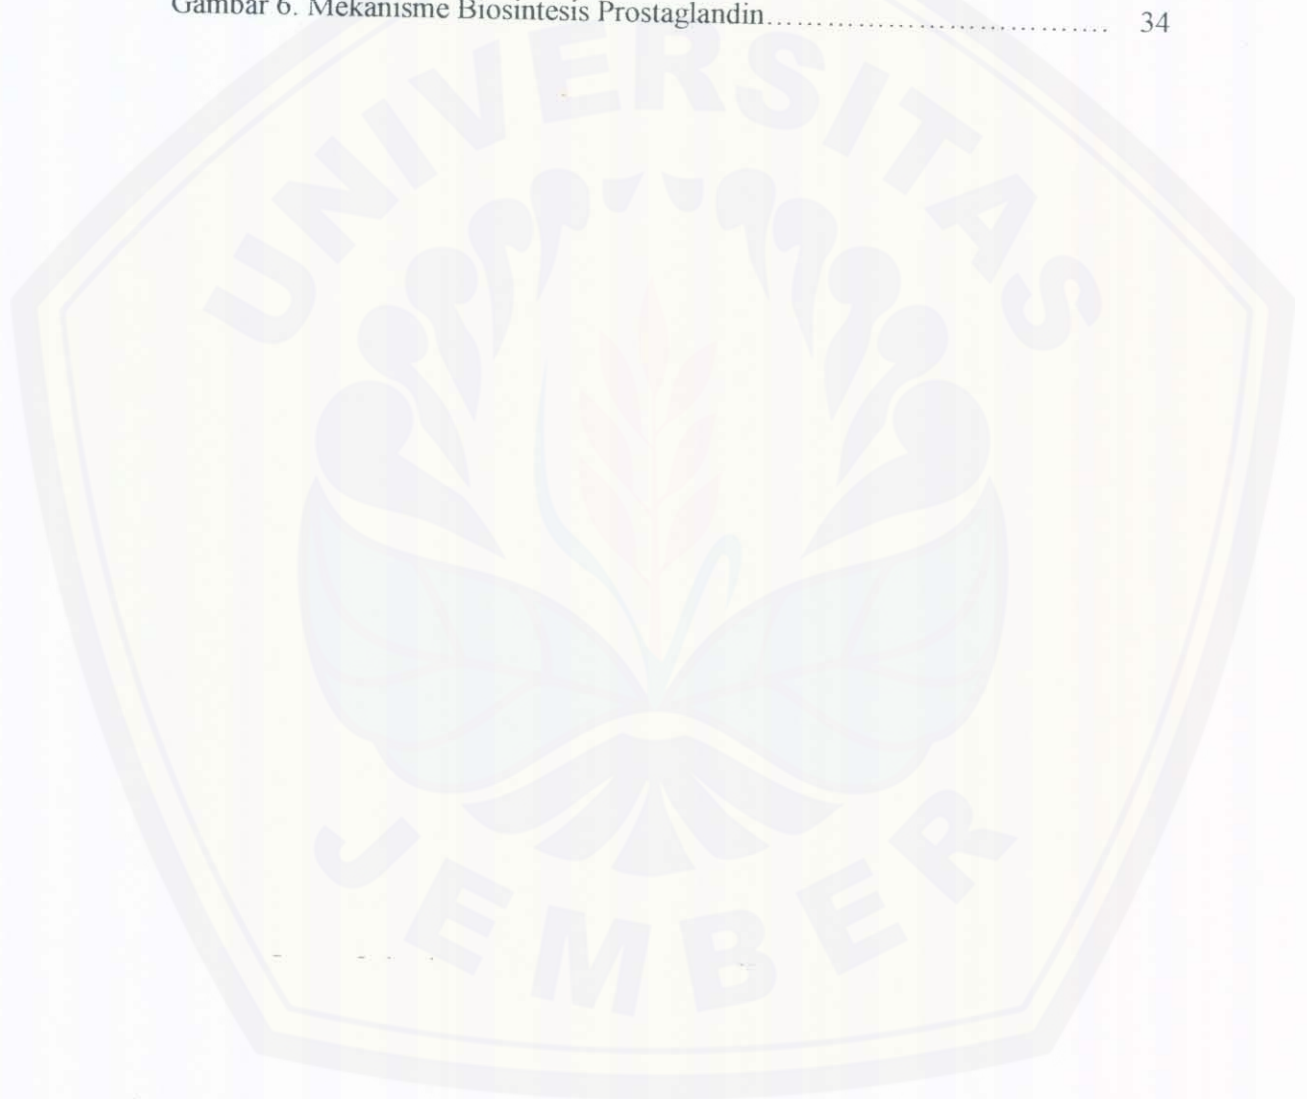 Gambar 6. Mekanisme Biosintesis Prostaglandin.................................. 34
UNIVERSITAS
JEMBER